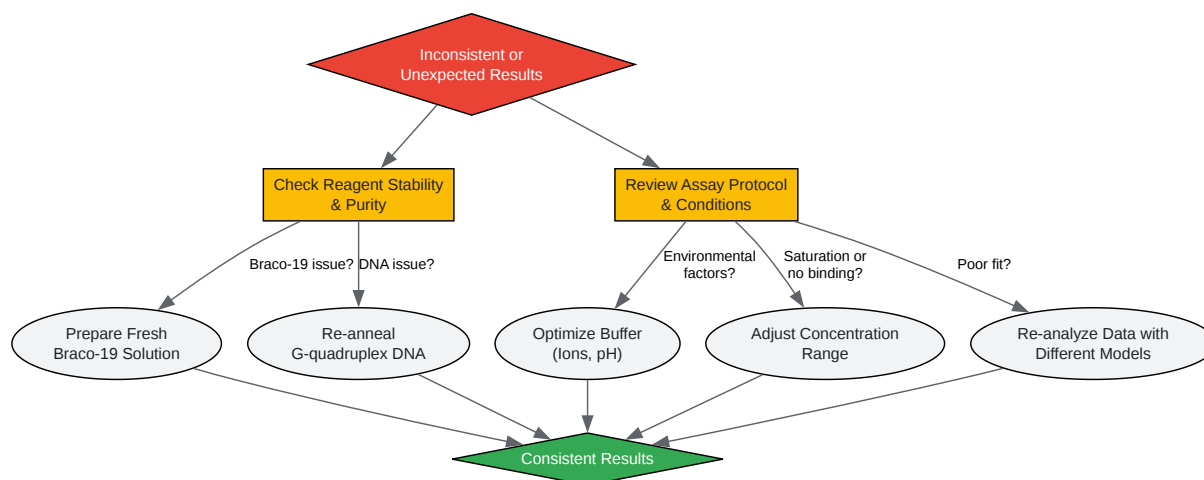 Inconsistent or
Unexpected Results
Check Reagent Stability
& Purity
Review Assay Protocol
& Conditions
Braco-19 issue?
DNA issue?
Environmental
factors?
Saturation or
no binding?
Poor fit?
Prepare Fresh
Braco-19 Solution
Re-anneal
G-quadruplex DNA
Optimize Buffer
(Ions, pH)
Adjust Concentration
Range
Re-analyze Data with
Different Models
Consistent Results